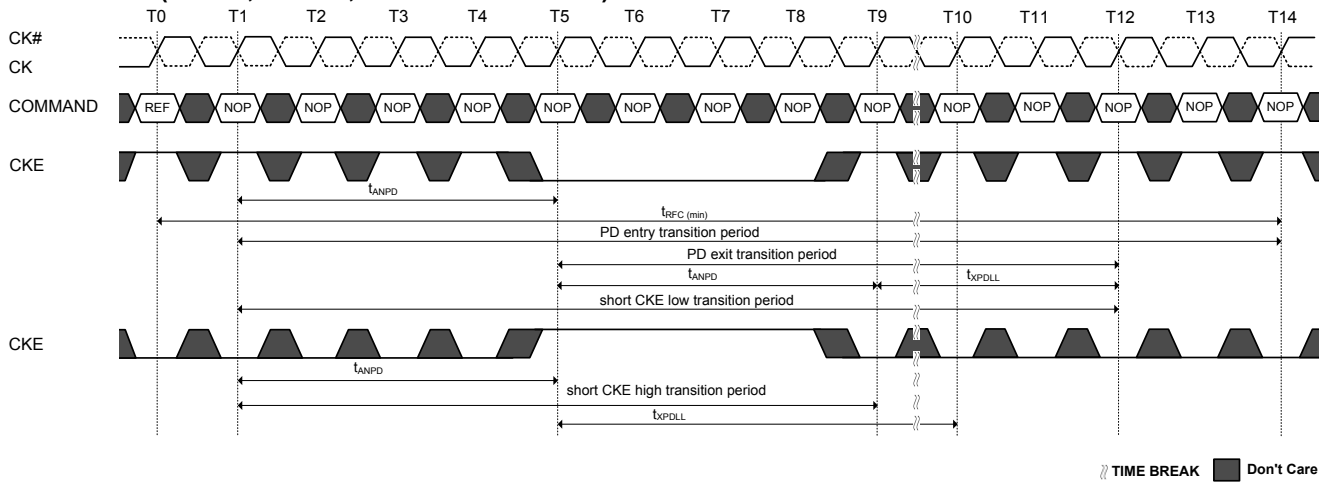 T0 T1 T2 T3 T4 T5 T6 T7 T8 T9 T10 T11 T12 T13 T14
CK#
CK
COMMAND REF NOP NOP NOP NOP NOP NOP NOP NOP NOP NOP NOP NOP NOP NOP
CKE
tANPD
tRFC (min)
PD entry transition period
PD exit transition period
tANPD tXPDLL
short CKE low transition period
CKE
tANPD
short CKE high transition period
tXPDLL
TIME BREAK Don't Care